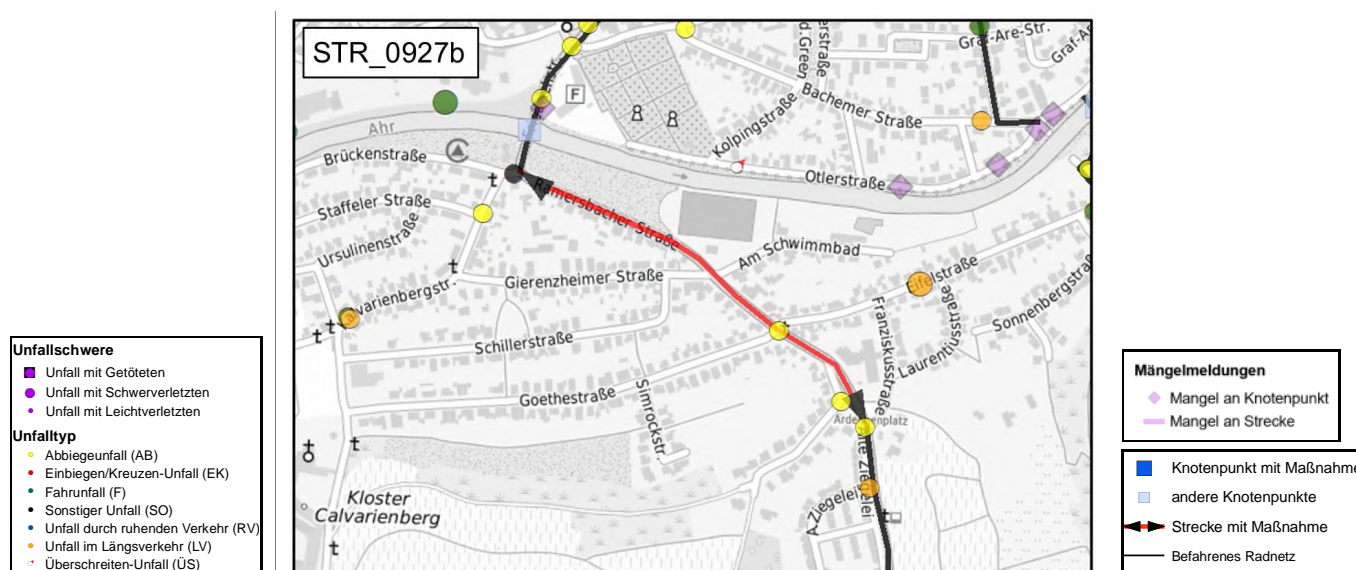 STR_0927b
Graf-Are-Str.
Bachemer Straße
Kolpingstraße
Ahr
Brückenstraße
Otlerstraße
Ramersbacher Straße
Staffeler Straße
Ursulinenstraße
Am Schwimmbad
Gierenzheimer Straße
Eifelstraße
Calvarienbergstr.
Franziskusstraße
Laurentiusstraße
Sonnenbergstraße
Schillerstraße
Goethestraße
Simrockstr.
Alte Ziegelei
A.Ziegelei
Kloster
Calvarienberg
F
Unfallschwere
Unfall mit Getöteten
Unfall mit Schwerverletzten
Unfall mit Leichtverletzten
Unfalltyp
Abbiegeunfall (AB)
Einbiegen/Kreuzen-Unfall (EK)
Fahrunfall (F)
Sonstiger Unfall (SO)
Unfall durch ruhenden Verkehr (RV)
Unfall im Längsverkehr (LV)
Überschreiten-Unfall (ÜS)
Mängelmeldungen
Mangel an Knotenpunkt
Mangel an Strecke
Knotenpunkt mit Maßnahme
andere Knotenpunkte
Strecke mit Maßnahme
Befahrenes Radnetz